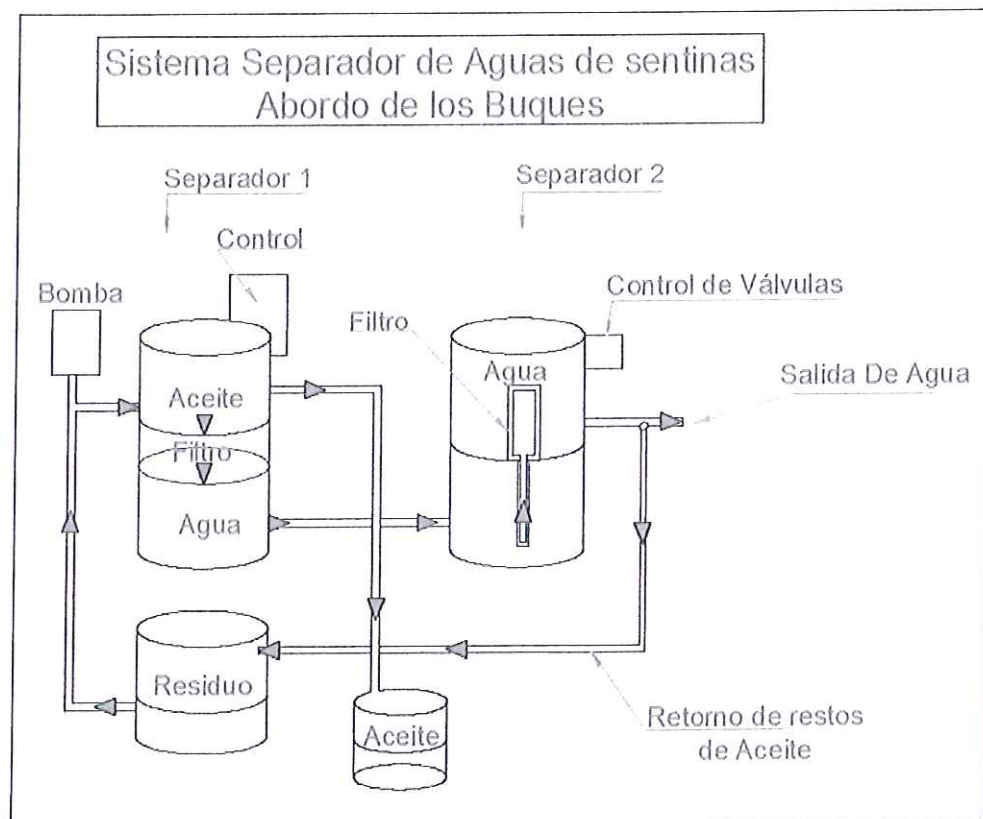 Sistema Separador de Aguas de sentinas
Abordo de los Buques
Separador 1
Separador 2
Control
Bomba
Control de Válvulas
Filtro
Agua
Salida De Agua
Aceite
Filtro
Agua
Residuo
Aceite
Retorno de restos
de Aceite